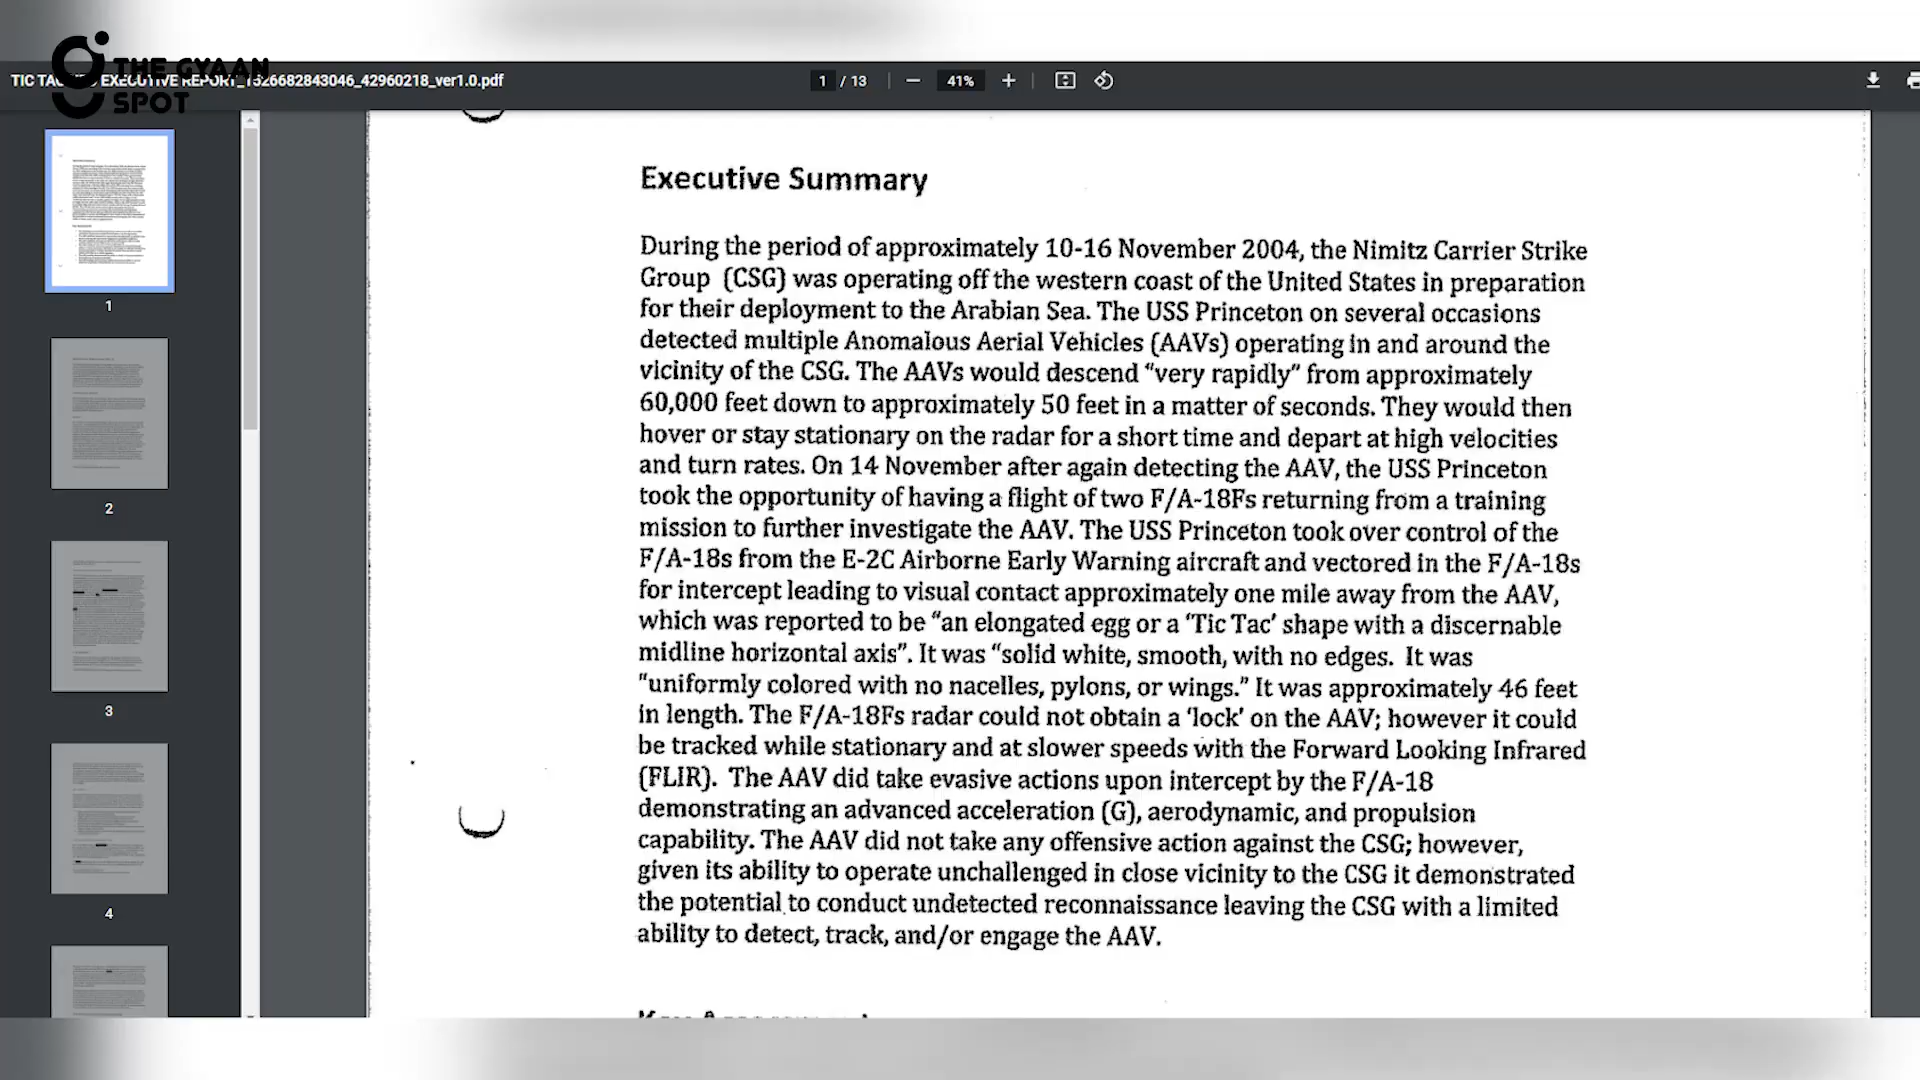 THE GYAAN
SPOT
TIC TAC EXECUTIVE REPORT_1526682843046_42960218_ver1.0.pdf
1 / 13
41%
Executive Summary
During the period of approximately 10-16 November 2004, the Nimitz Carrier Strike
Group (CSG) was operating off the western coast of the United States in preparation
for their deployment to the Arabian Sea. The USS Princeton on several occasions
detected multiple Anomalous Aerial Vehicles (AAVs) operating in and around the
vicinity of the CSG. The AAVs would descend “very rapidly” from approximately
60,000 feet down to approximately 50 feet in a matter of seconds. They would then
hover or stay stationary on the radar for a short time and depart at high velocities
and turn rates. On 14 November after again detecting the AAV, the USS Princeton
took the opportunity of having a flight of two F/A-18Fs returning from a training
mission to further investigate the AAV. The USS Princeton took over control of the
F/A-18s from the E-2C Airborne Early Warning aircraft and vectored in the F/A-18s
for intercept leading to visual contact approximately one mile away from the AAV,
which was reported to be “an elongated egg or a ‘Tic Tac’ shape with a discernable
midline horizontal axis”. It was “solid white, smooth, with no edges. It was
“uniformly colored with no nacelles, pylons, or wings.” It was approximately 46 feet
in length. The F/A-18Fs radar could not obtain a ‘lock’ on the AAV; however it could
be tracked while stationary and at slower speeds with the Forward Looking Infrared
(FLIR). The AAV did take evasive actions upon intercept by the F/A-18
demonstrating an advanced acceleration (G), aerodynamic, and propulsion
capability. The AAV did not take any offensive action against the CSG; however,
given its ability to operate unchallenged in close vicinity to the CSG it demonstrated
the potential to conduct undetected reconnaissance leaving the CSG with a limited
ability to detect, track, and/or engage the AAV.
1
2
3
4